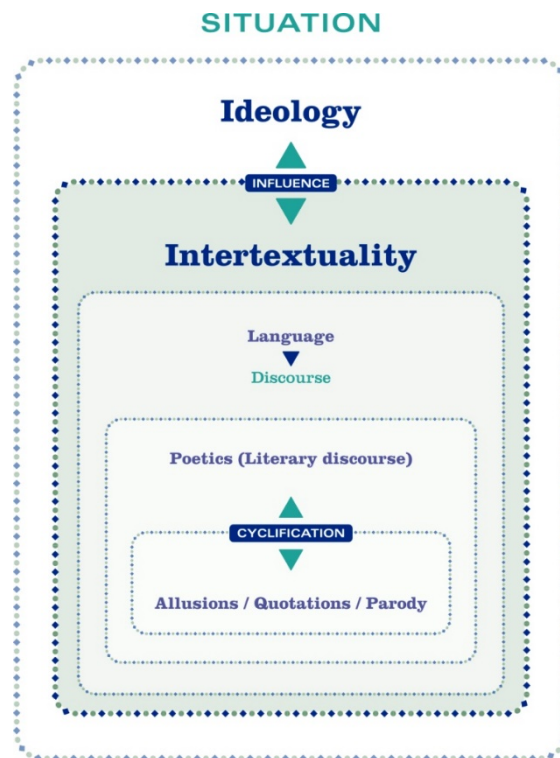 SITUATION
Ideology
INFLUENCE
Intertextuality
Language
Discourse
Poetics (Literary discourse)
CYCLIFICATION
Allusions / Quotations / Parody